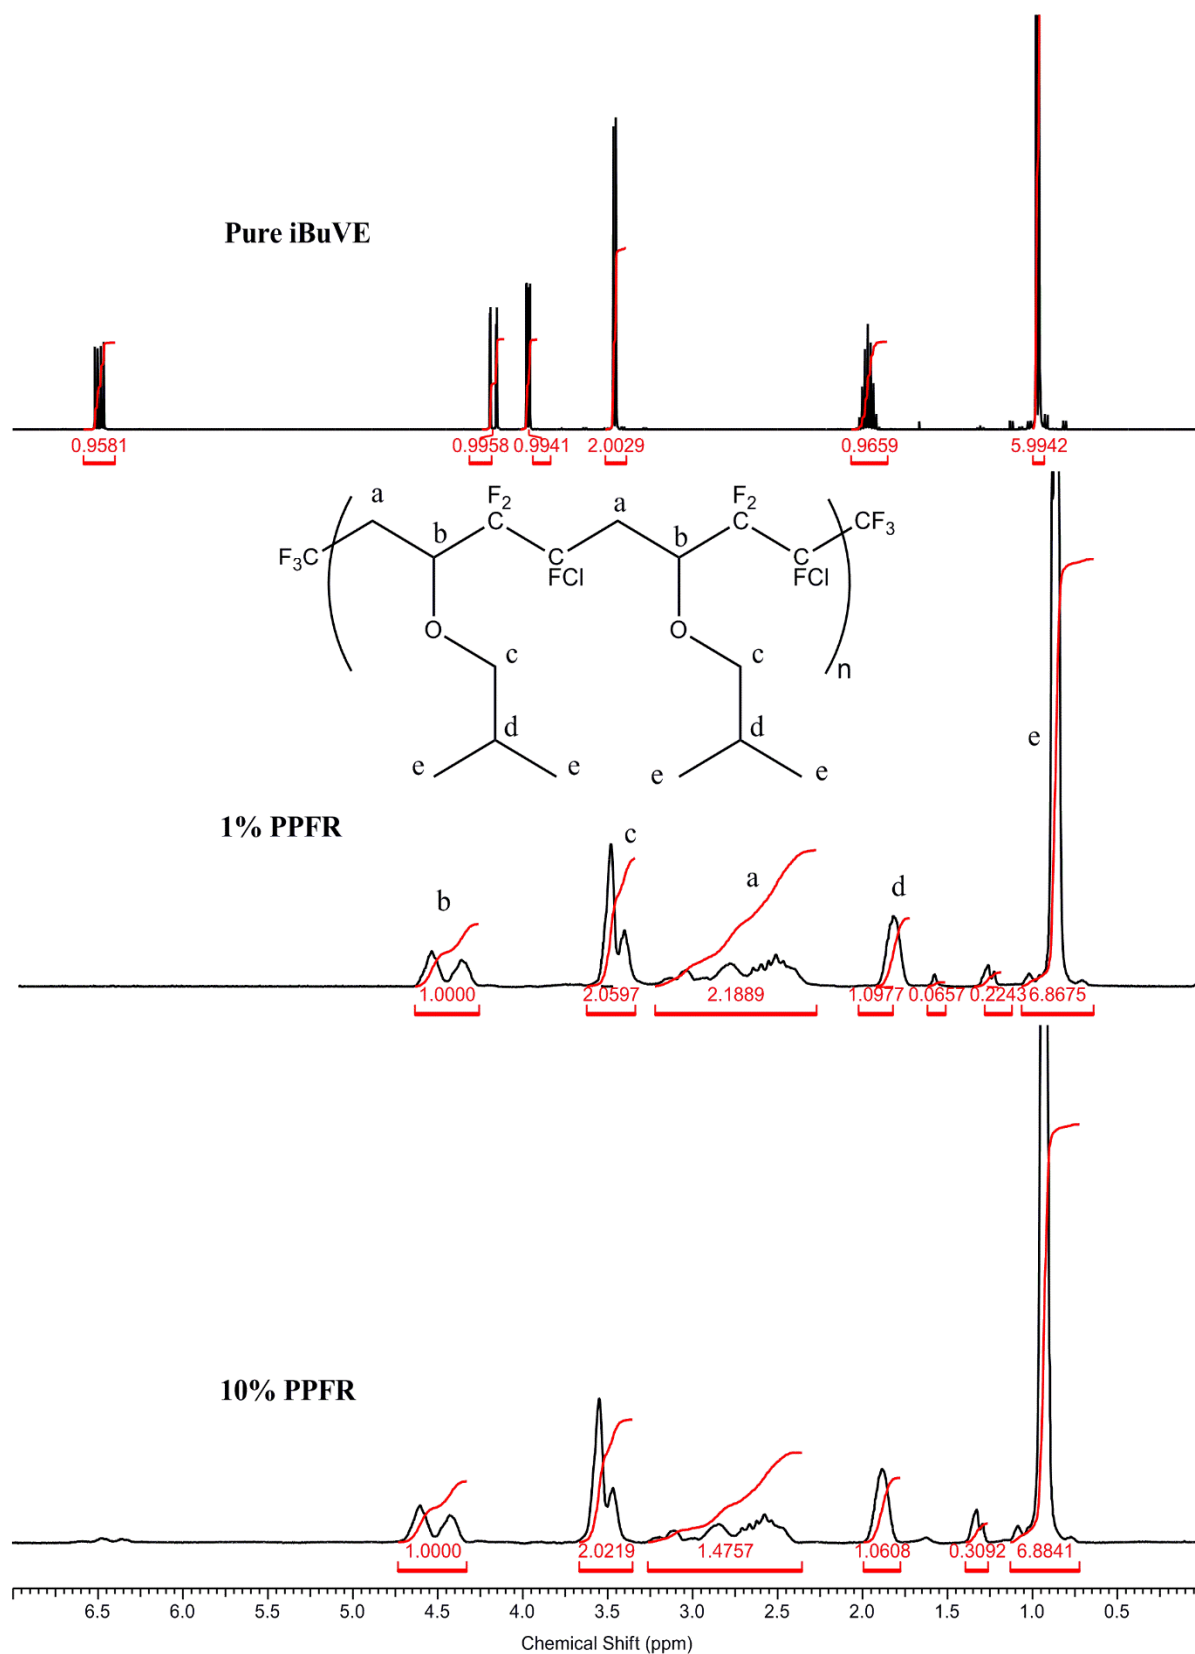 Pure iBuVE
0.9581 0.9958 0.9941 2.0029 0.9659 5.9942
a F2 a F2
b C b C CF3
F3C C C
FCl FCl
O O
c c
n
d d
e e e e
e
1% PPFR
c
b a d
1.0000 2.0597 2.1889 1.0977 0.0657 0.2243 6.8675
10% PPFR
1.0000 2.0219 1.4757 1.0608 0.3092 6.8841
6.5 6.0 5.5 5.0 4.5 4.0 3.5 3.0 2.5 2.0 1.5 1.0 0.5
Chemical Shift (ppm)